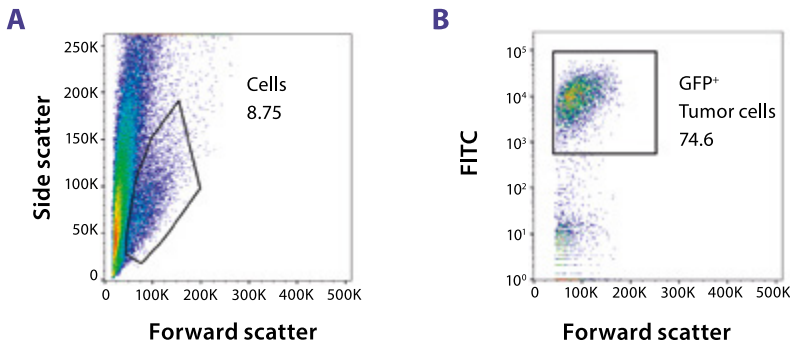 A
Side scatter
250K
200K
150K
100K
50K
0
Cells
8.75
0 100K 200K 300K 400K 500K
Forward scatter
B
FITC
10⁵
10⁴
10³
10²
10¹
10⁰
GFP⁺
Tumor cells
74.6
0 100K 200K 300K 400K 500K
Forward scatter